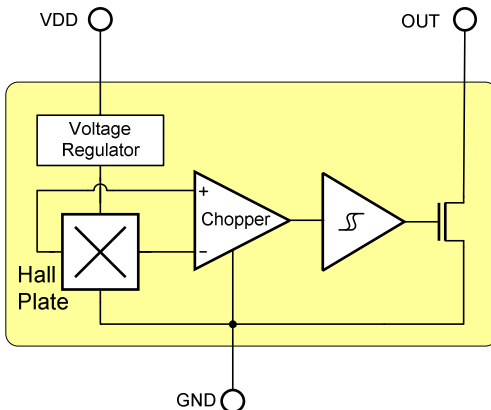 VDD
OUT
Voltage
Regulator
+
Chopper
−
Hall
Plate
GND